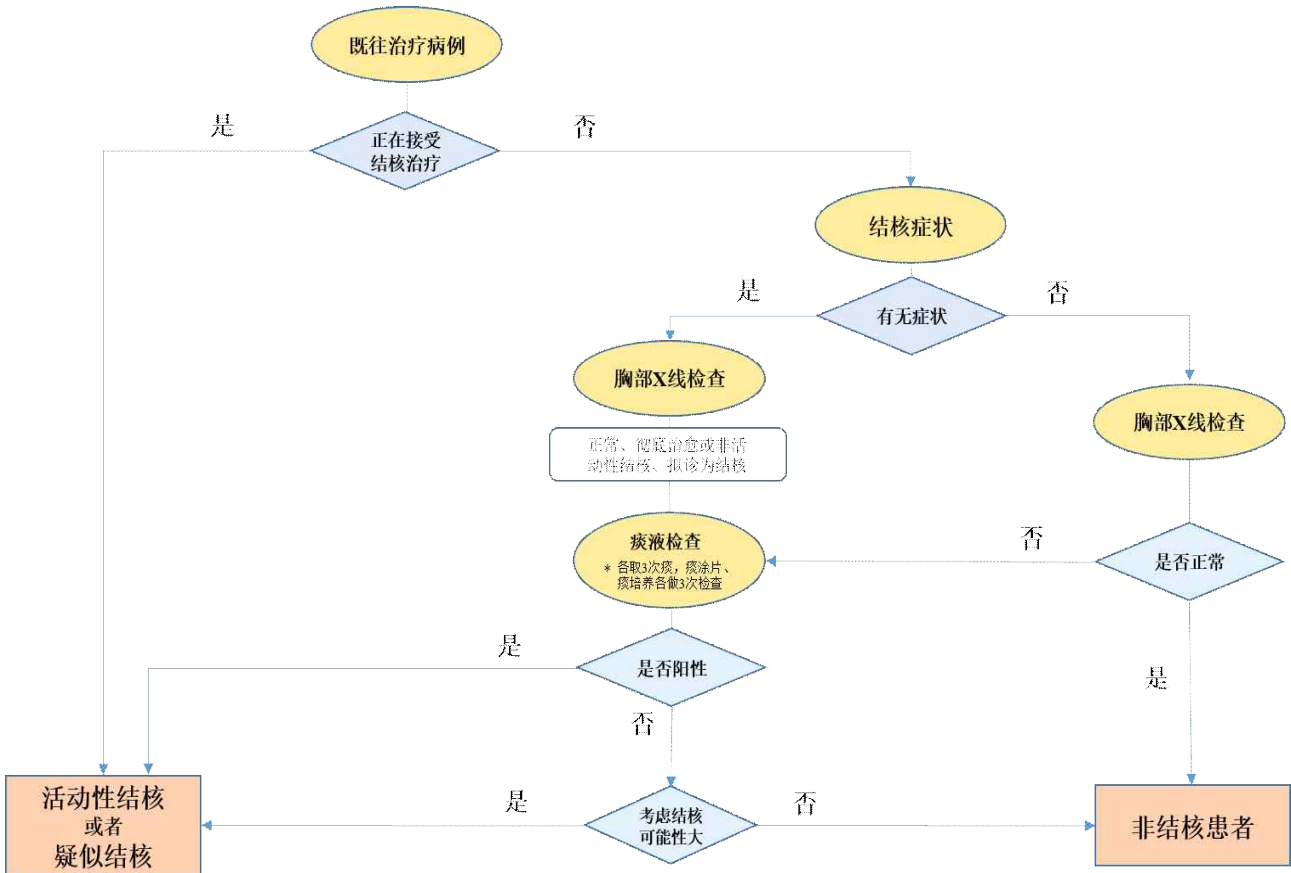 既往治疗病例
是
否
正在接受
结核治疗
结核症状
是
否
有无症状
胸部X线检查
胸部X线检查
正常、彻底治愈或非活
动性结核、拟诊为结核
痰液检查
* 各取3次痰，痰涂片、
痰培养各做3次检查
否
是否正常
是
是否阳性
是
否
活动性结核
或者
疑似结核
是
考虑结核
可能性大
否
非结核患者